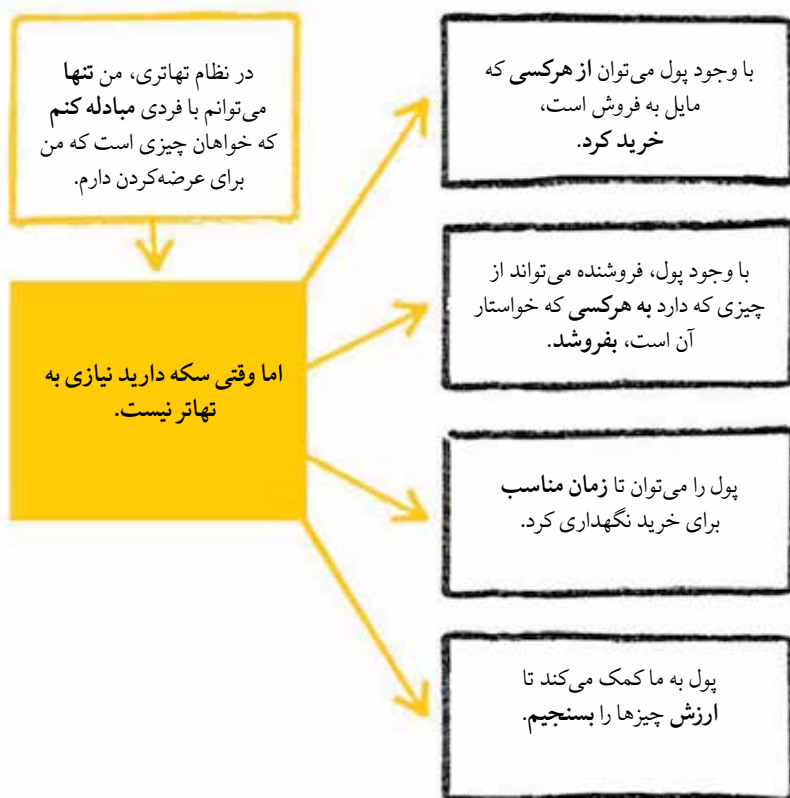 در نظام تهاتری، من تنها
می‌توانم با فردی مبادله کنم
که خواهان چیزی است که من
برای عرضه‌کردن دارم.
اما وقتی سکه دارید نیازی به
تهاتر نیست.
با وجود پول می‌توان از هرکسی که
مایل به فروش است،
خرید کرد.
با وجود پول، فروشنده می‌تواند از
چیزی که دارد به هرکسی که خواستار
آن است، بفروشد.
پول را می‌توان تا زمان مناسب
برای خرید نگهداری کرد.
پول به ما کمک می‌کند تا
ارزش چیزها را بسنجیم.